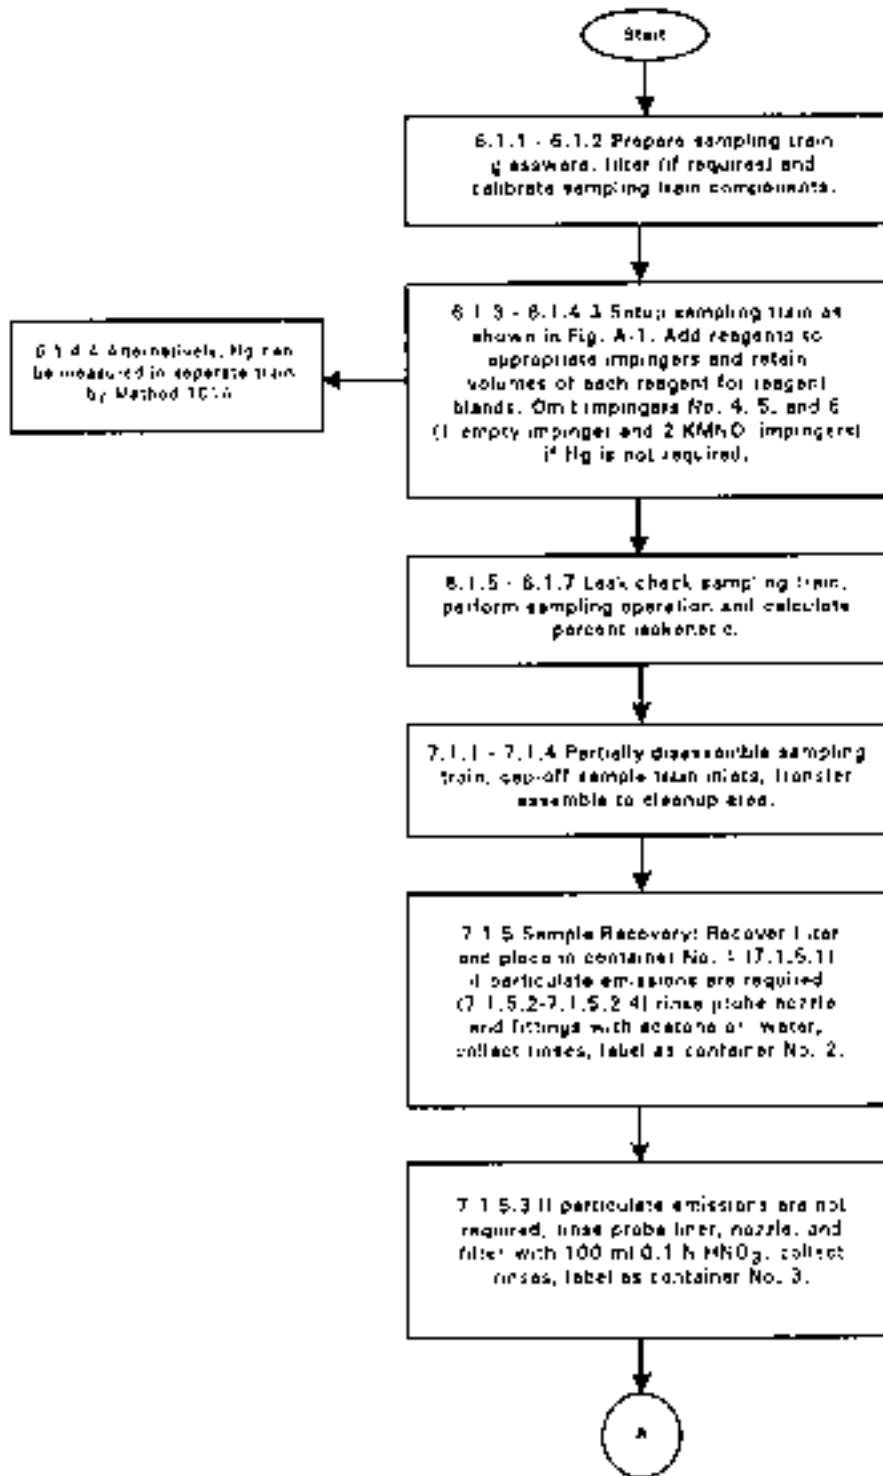 Start
6.1.1 - 6.1.2 Prepare sampling train
glassware, filter (if required) and
calibrate sampling train components.
6.1.3 - 6.1.4.3 Setup sampling train as
shown in Fig. A-1. Add reagents to
appropriate impingers and retain
volumes of each reagent for reagent
blands. Omit impingers No. 4, 5, and 6
(1 empty impinger and 2 KMNO impingers)
if Hg is not required.
6.1.4.4 Alternatively, Hg can
be measured in separate train
by Method
6.1.5 - 6.1.7 Leak check sampling train,
perform sampling operation and calculate
percent isokenetic.
7.1.1 - 7.1.4 Partially disassemble sampling
train, cap-off sample train inlets, transfer
assemble to cleanup area.
7.1.5 Sample Recovery: Recover filter
and place in container No. 1 (7.1.5.1)
if particulate emissions are required
(7.1.5.2-7.1.5.2.4) rinse probe nozzle
and fittings with acetone or water,
collect rinses, label as container No. 2.
7.1.5.3 If particulate emissions are not
required, rinse probe liner, nozzle, and
filter with 100 ml 0.1 N HNO3, collect
rinses, label as container No. 3.
A